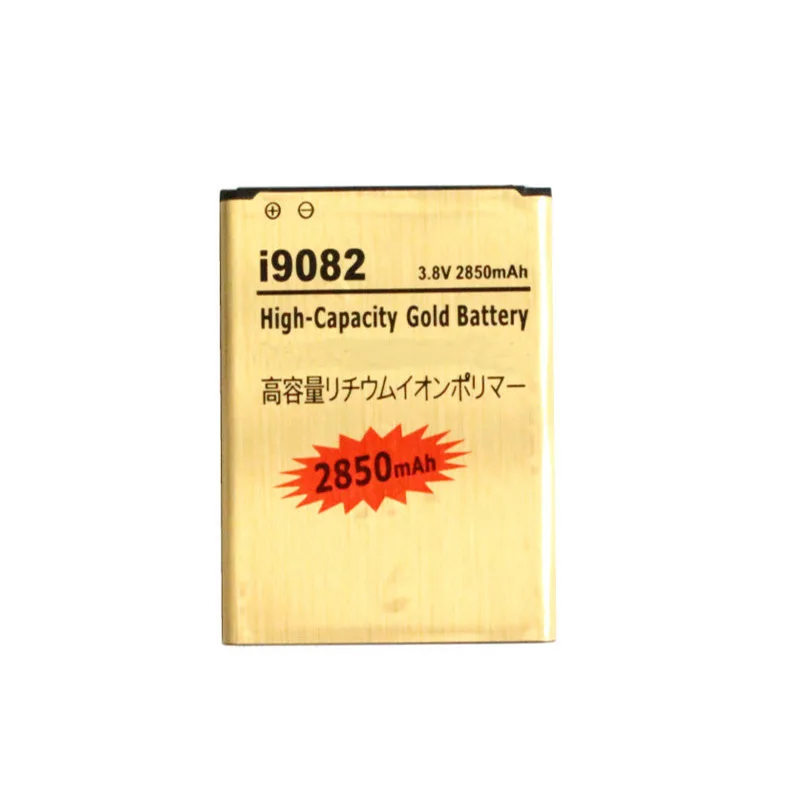 ⊕ ⊖
i9082 3.8V 2850mAh
High-Capacity Gold Battery
高容量リチウムイオンポリマー
2850mAh